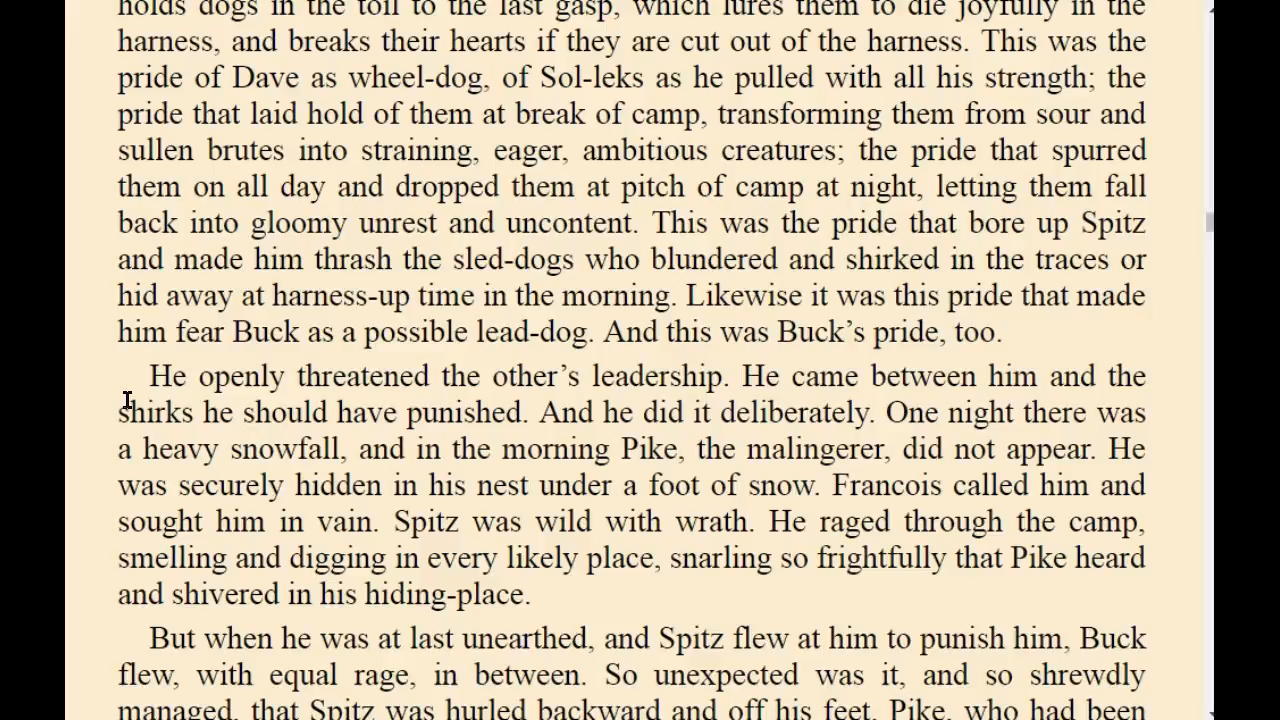 holds dogs in the toil to the last gasp, which lures them to die joyfully in the
harness, and breaks their hearts if they are cut out of the harness. This was the
pride of Dave as wheel-dog, of Sol-leks as he pulled with all his strength; the
pride that laid hold of them at break of camp, transforming them from sour and
sullen brutes into straining, eager, ambitious creatures; the pride that spurred
them on all day and dropped them at pitch of camp at night, letting them fall
back into gloomy unrest and uncontent. This was the pride that bore up Spitz
and made him thrash the sled-dogs who blundered and shirked in the traces or
hid away at harness-up time in the morning. Likewise it was this pride that made
him fear Buck as a possible lead-dog. And this was Buck’s pride, too.
He openly threatened the other’s leadership. He came between him and the
shirks he should have punished. And he did it deliberately. One night there was
a heavy snowfall, and in the morning Pike, the malingerer, did not appear. He
was securely hidden in his nest under a foot of snow. Francois called him and
sought him in vain. Spitz was wild with wrath. He raged through the camp,
smelling and digging in every likely place, snarling so frightfully that Pike heard
and shivered in his hiding-place.
But when he was at last unearthed, and Spitz flew at him to punish him, Buck
flew, with equal rage, in between. So unexpected was it, and so shrewdly
managed, that Spitz was hurled backward and off his feet. Pike, who had been